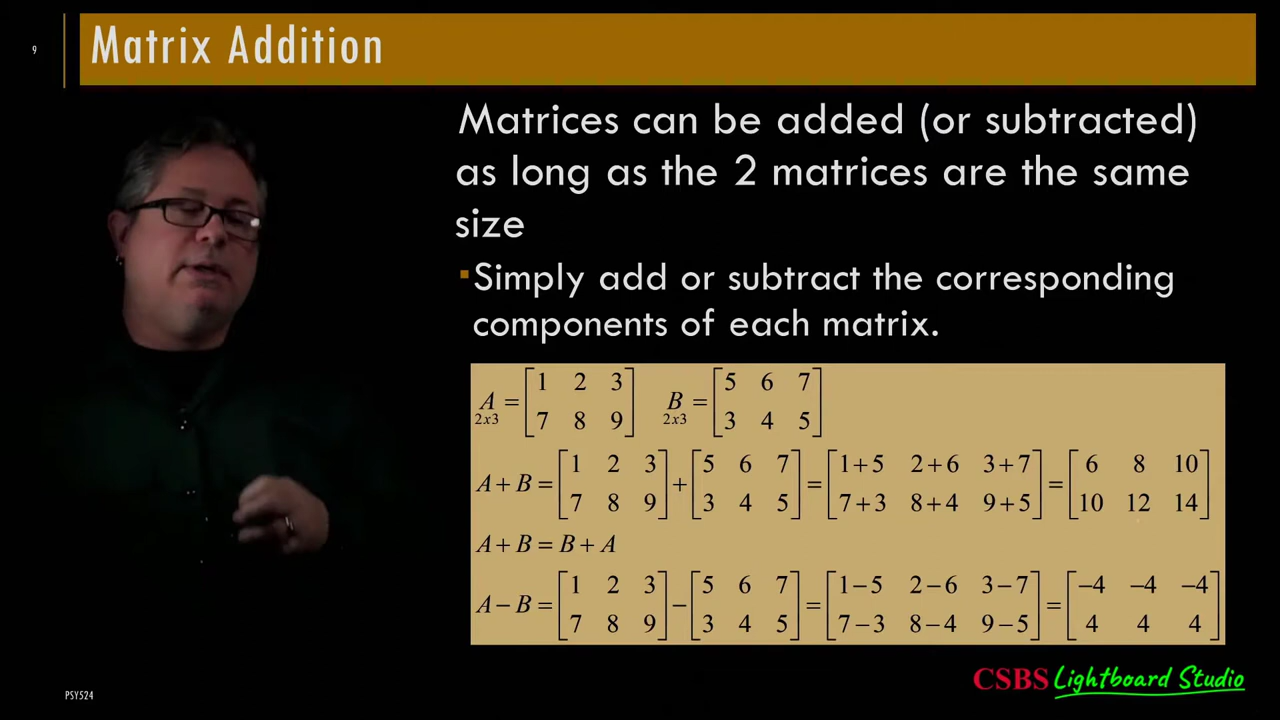 9
Matrix Addition
Matrices can be added (or subtracted)
as long as the 2 matrices are the same
size
▪Simply add or subtract the corresponding
components of each matrix.
A 2x3 = [1 2 3; 7 8 9] B 2x3 = [5 6 7; 3 4 5]
A + B = [1 2 3; 7 8 9] + [5 6 7; 3 4 5] = [1+5 2+6 3+7; 7+3 8+4 9+5] = [6 8 10; 10 12 14]
A + B = B + A
A − B = [1 2 3; 7 8 9] − [5 6 7; 3 4 5] = [1−5 2−6 3−7; 7−3 8−4 9−5] = [−4 −4 −4; 4 4 4]
CSBS Lightboard Studio
PSY524